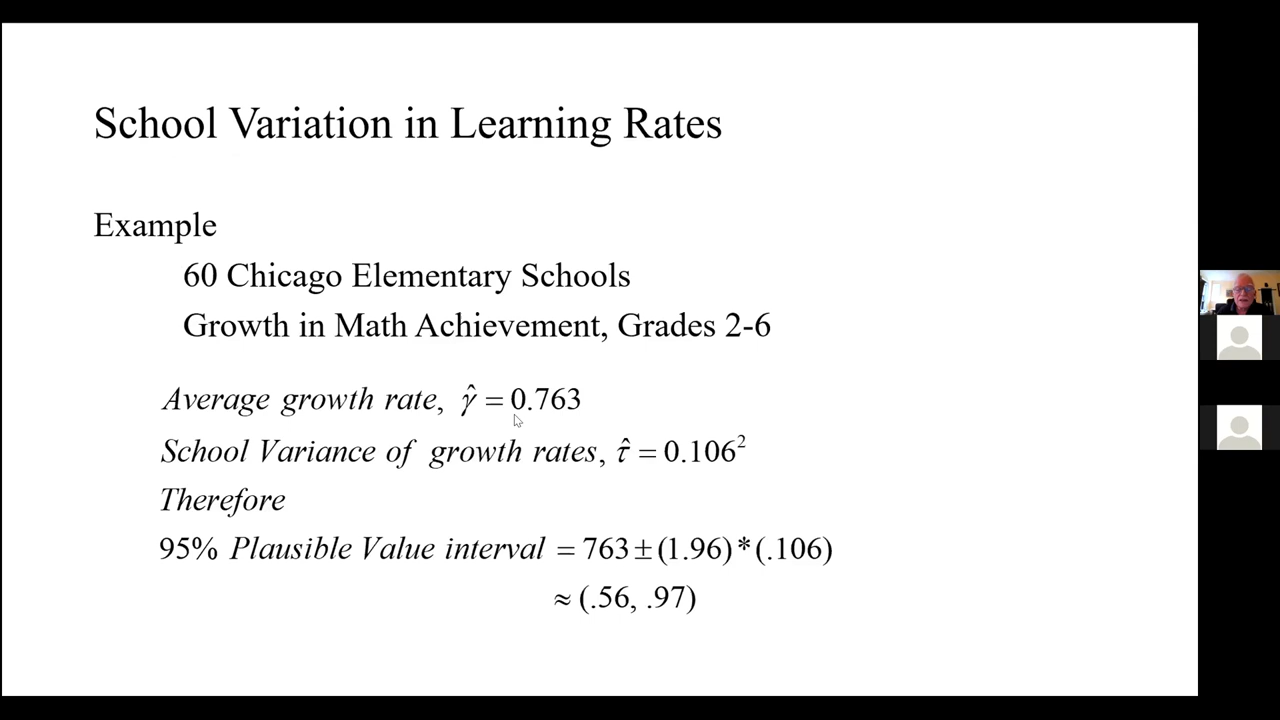 School Variation in Learning Rates
Example
60 Chicago Elementary Schools
Growth in Math Achievement, Grades 2-6
Average growth rate, γ̂ = 0.763
School Variance of growth rates, τ̂ = 0.106²
Therefore
95% Plausible Value interval = 763 ± (1.96) * (.106)
≈ (.56, .97)